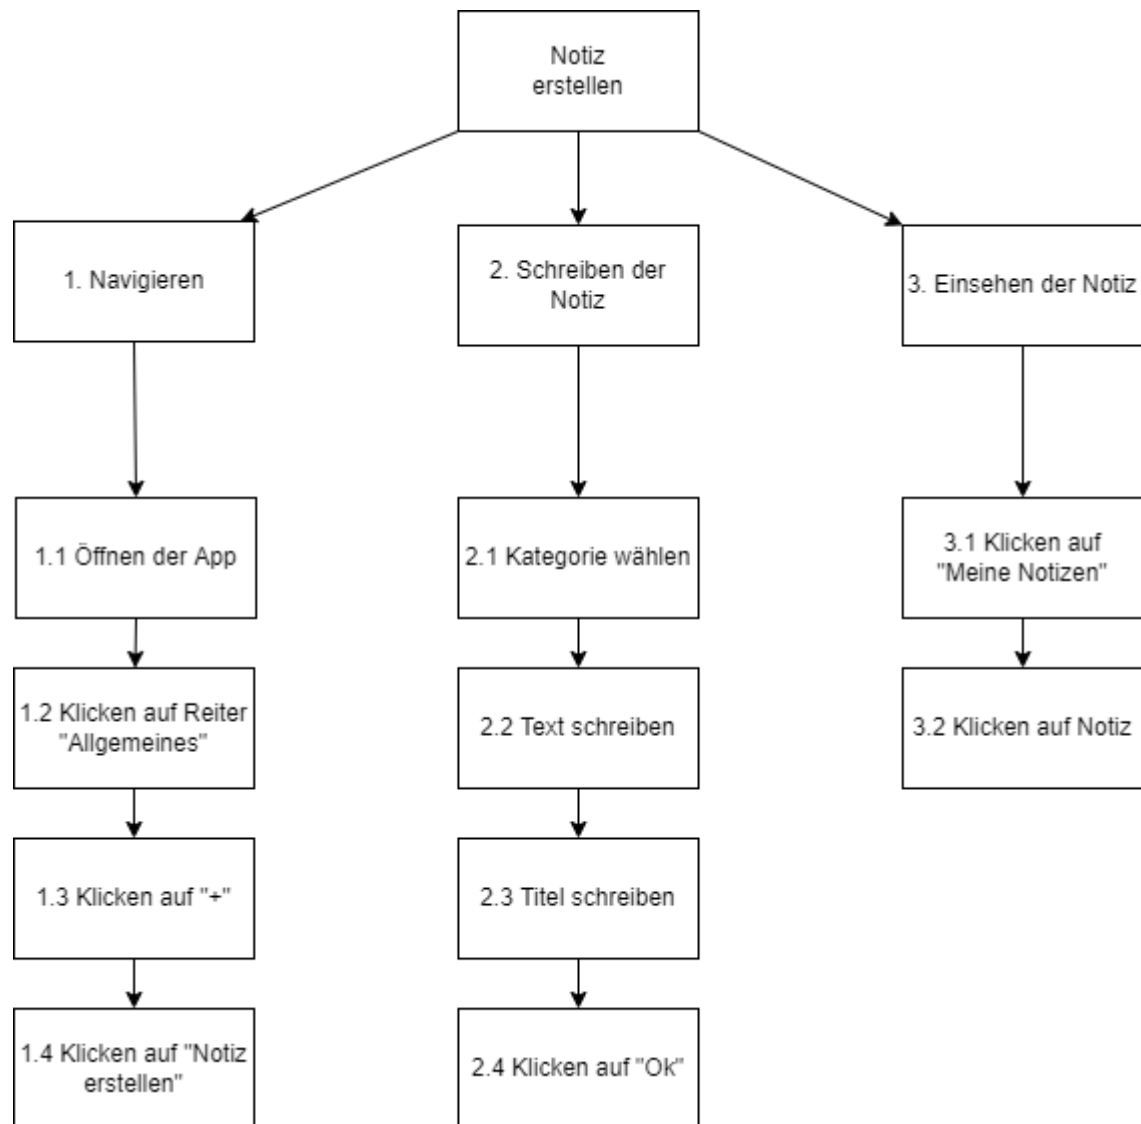 Notiz
erstellen
1. Navigieren
2. Schreiben der
Notiz
3. Einsehen der Notiz
1.1 Öffnen der App
2.1 Kategorie wählen
3.1 Klicken auf
"Meine Notizen"
1.2 Klicken auf Reiter
"Allgemeines"
2.2 Text schreiben
3.2 Klicken auf Notiz
1.3 Klicken auf "+"
2.3 Titel schreiben
1.4 Klicken auf "Notiz
erstellen"
2.4 Klicken auf "Ok"